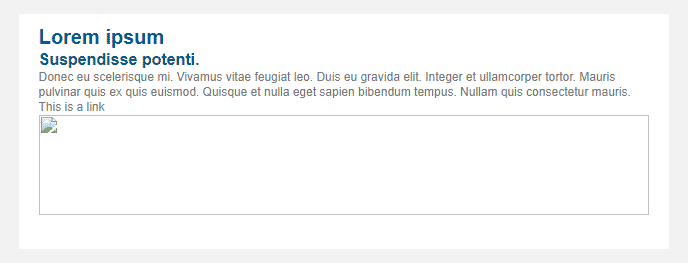 Lorem ipsum
Suspendisse potenti.
Donec eu scelerisque mi. Vivamus vitae feugiat leo. Duis eu gravida elit. Integer et ullamcorper tortor. Mauris
pulvinar quis ex quis euismod. Quisque et nulla eget sapien bibendum tempus. Nullam quis consectetur mauris.
This is a link